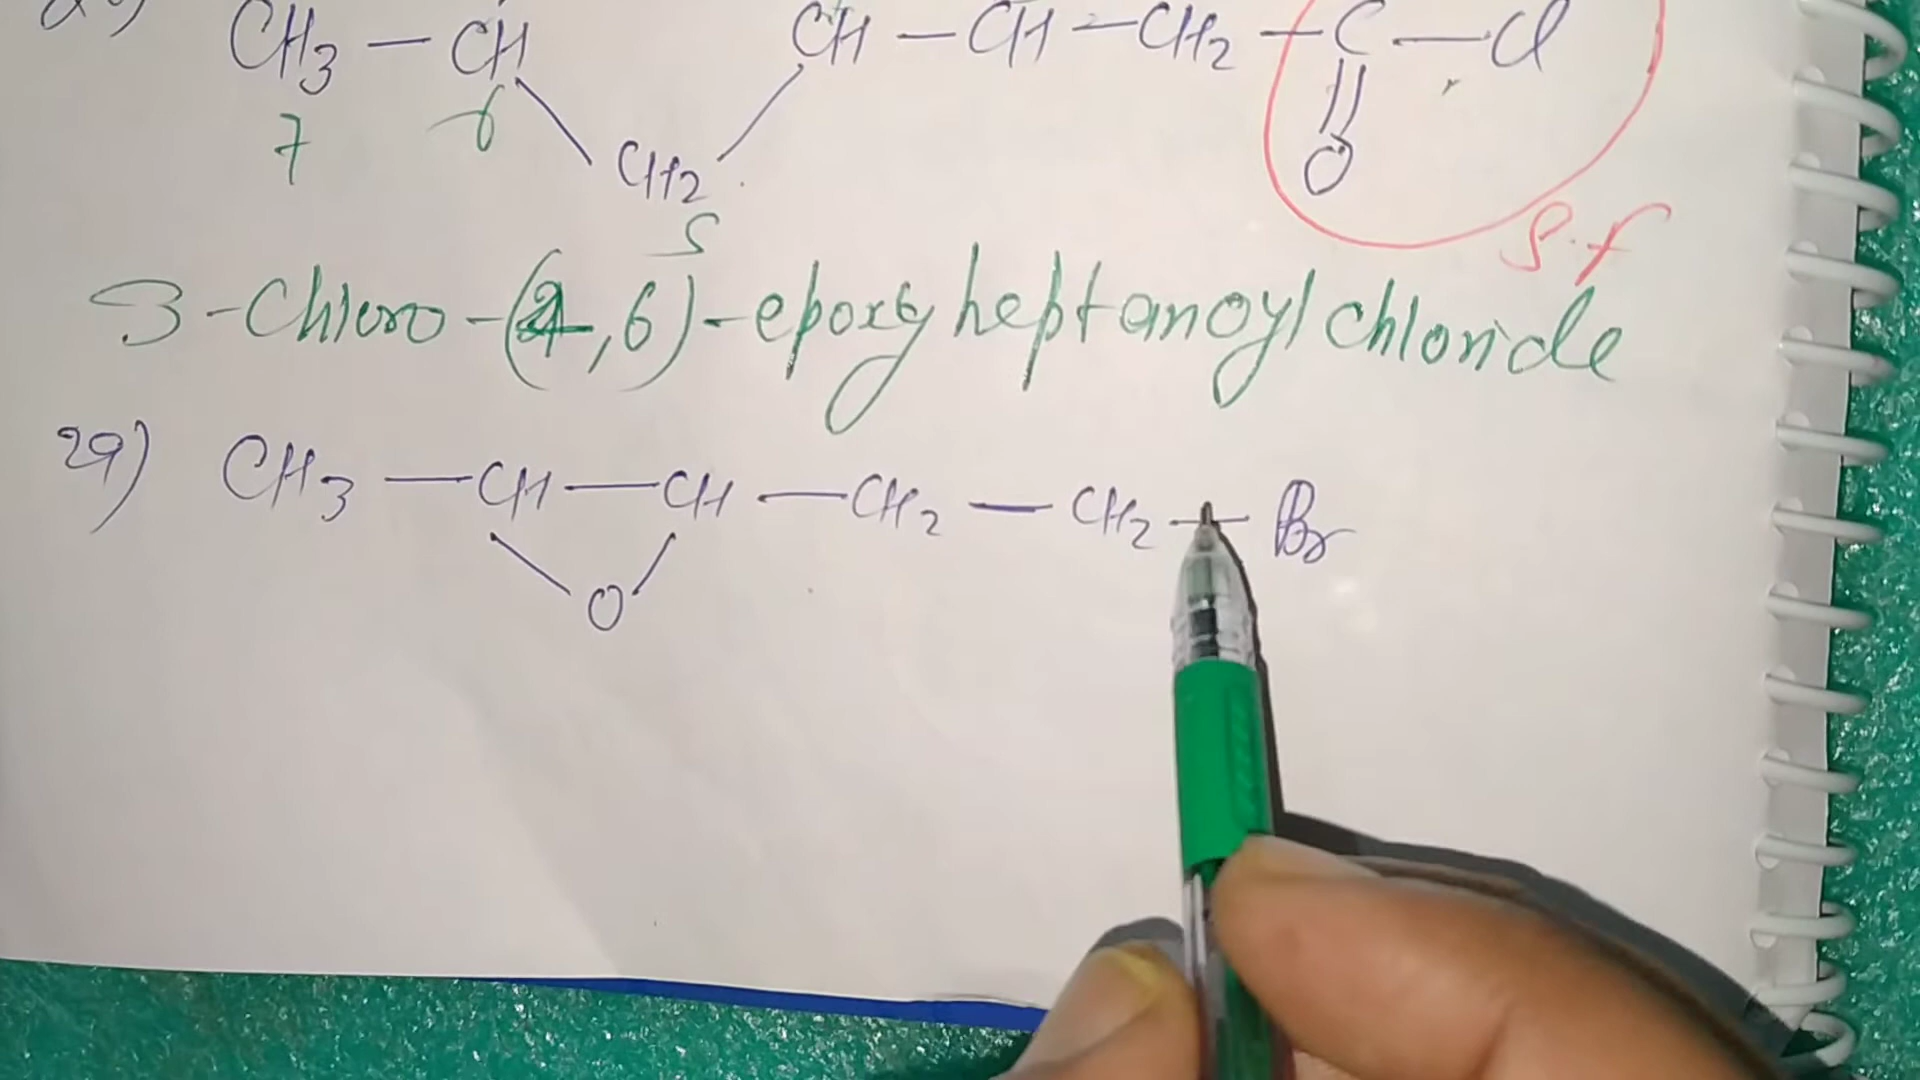 CH3 — CH CH — CH — CH2 — C — Cl
7 6 CH2 O
5 S.f
3-Chloro-(4,6)-epoxy heptanoyl chloride
29) CH3 — CH — CH — CH2 — CH2 — Br
O